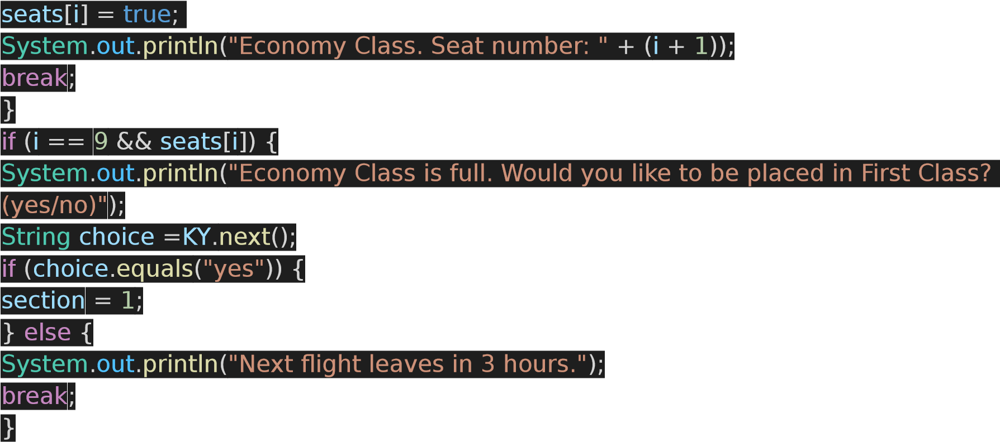 seats[i] = true;
System.out.println("Economy Class. Seat number: " + (i + 1));
break;
}
if (i == 9 && seats[i]) {
System.out.println("Economy Class is full. Would you like to be placed in First Class?
(yes/no)");
String choice =KY.next();
if (choice.equals("yes")) {
section = 1;
} else {
System.out.println("Next flight leaves in 3 hours.");
break;
}